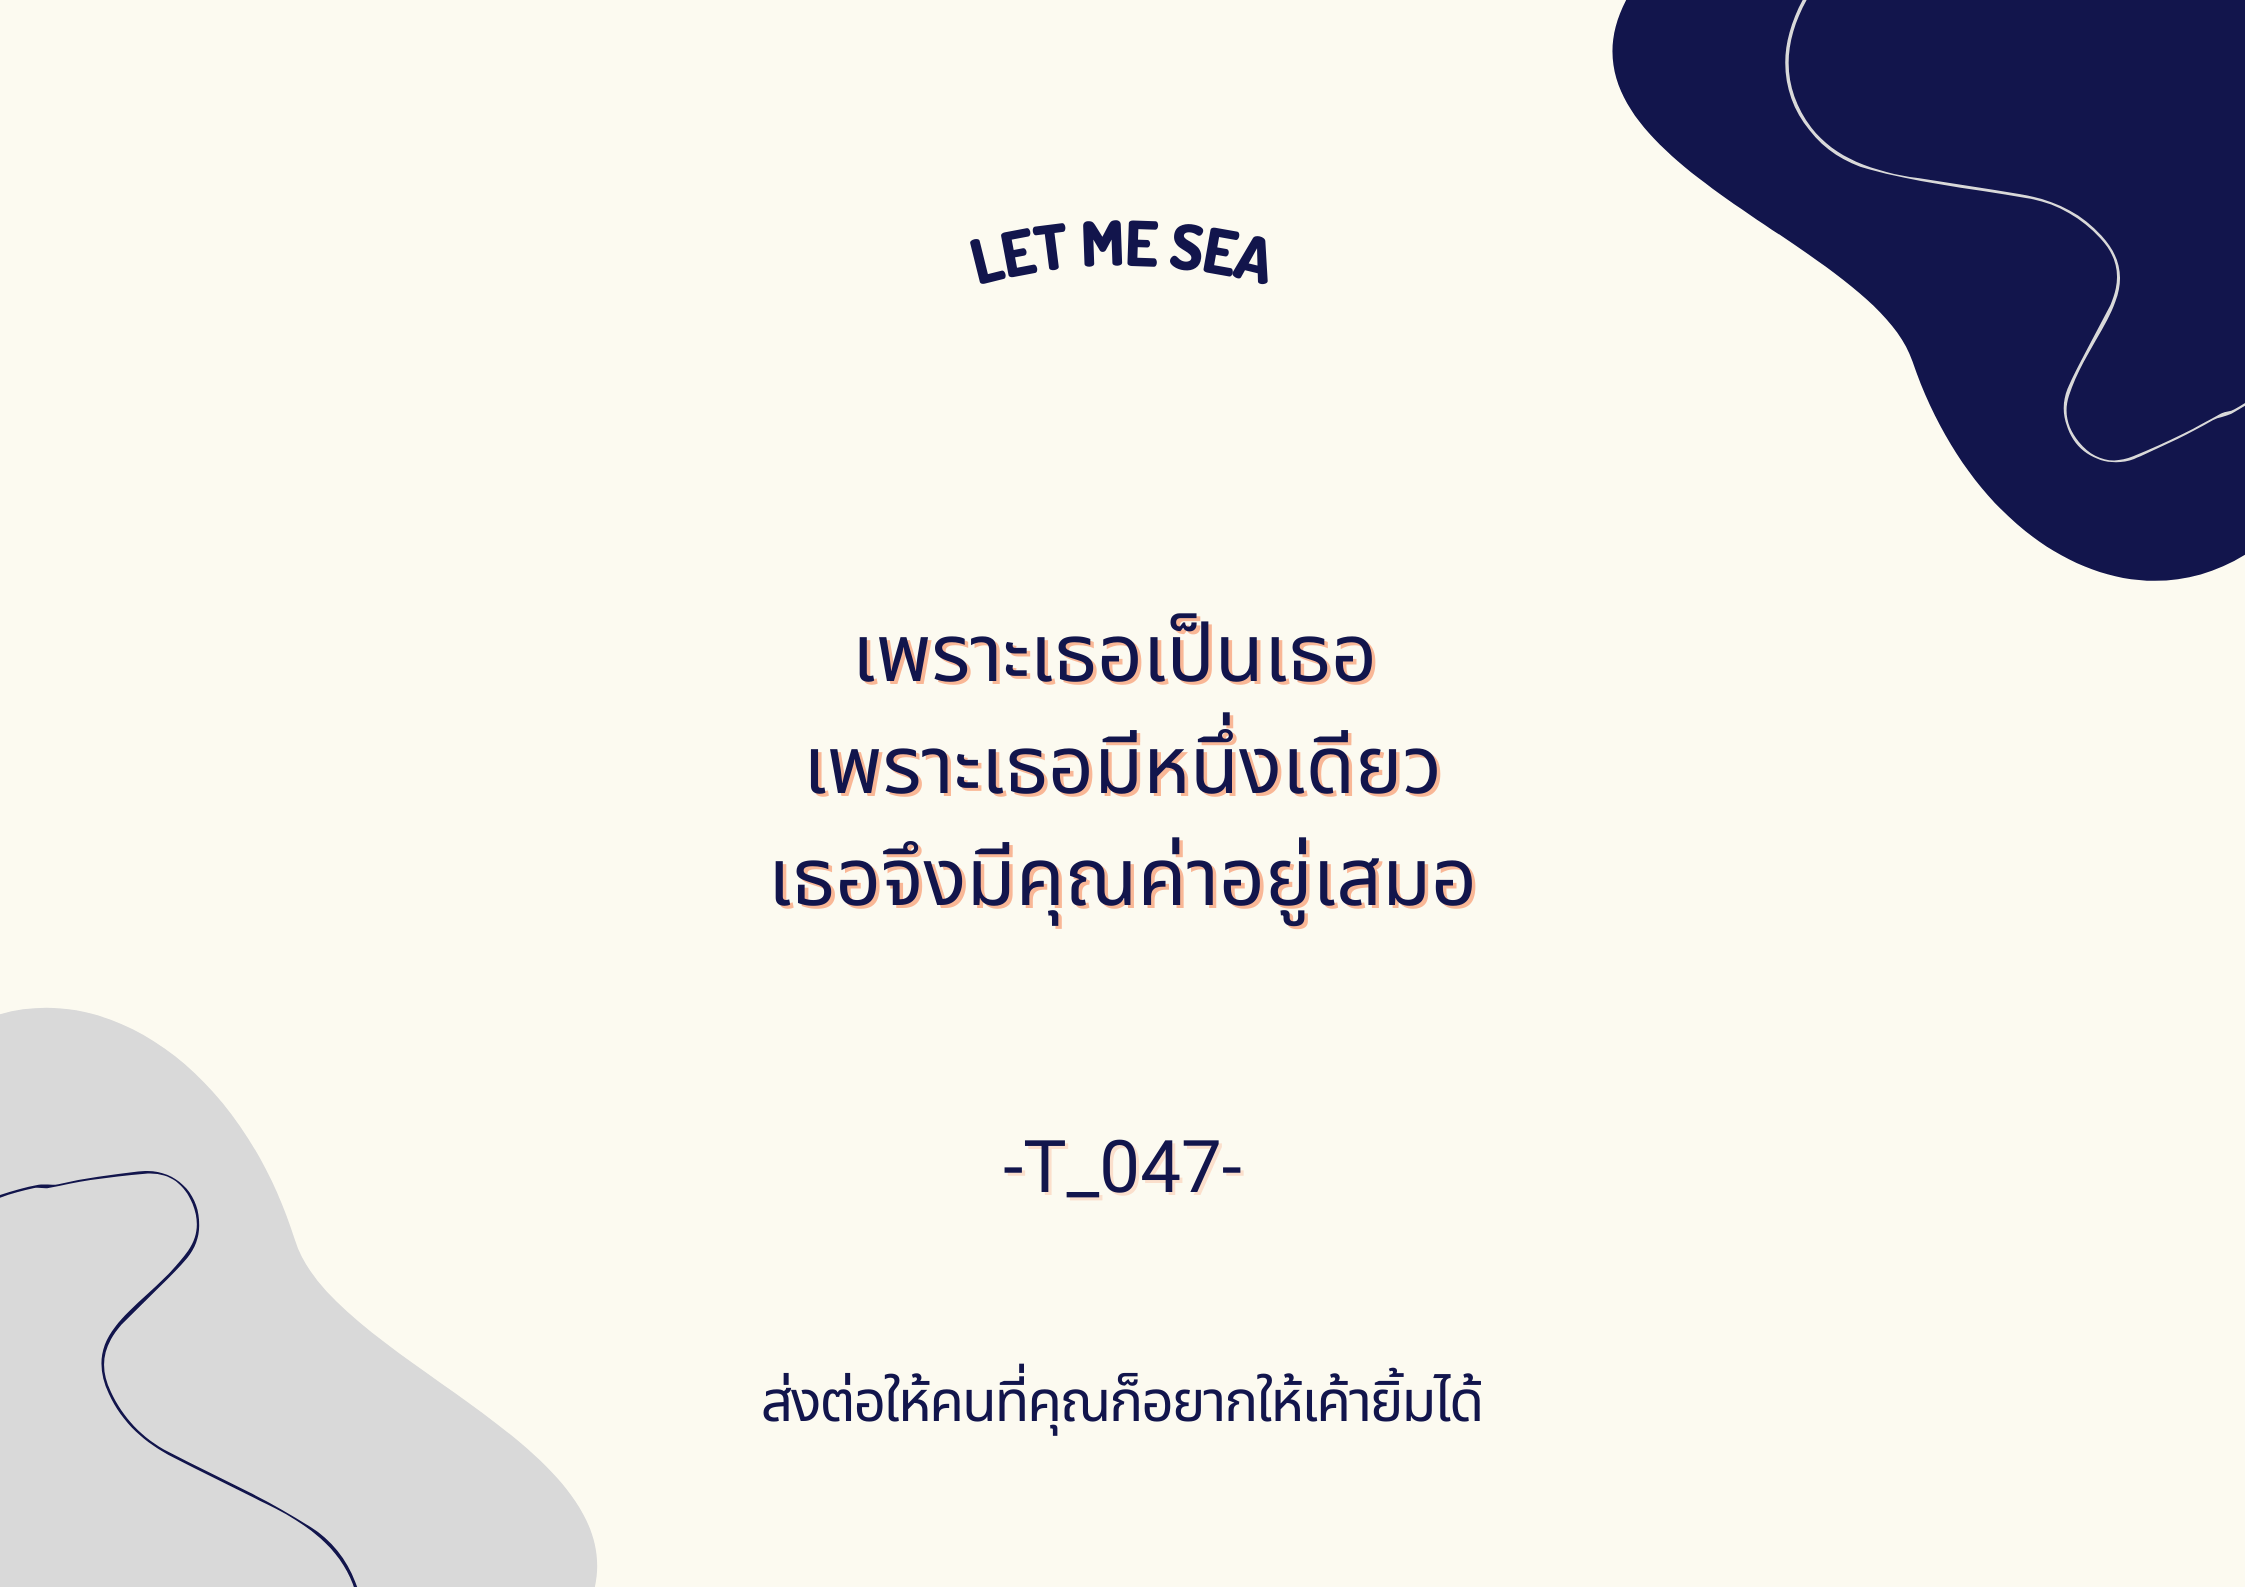 LET ME SEA
เพราะเธอเป็นเธอ
เพราะเธอมีหนึ่งเดียว
เธอจึงมีคุณค่าอยู่เสมอ
-T_047-
ส่งต่อให้คนที่คุณก็อยากให้เค้ายิ้มได้